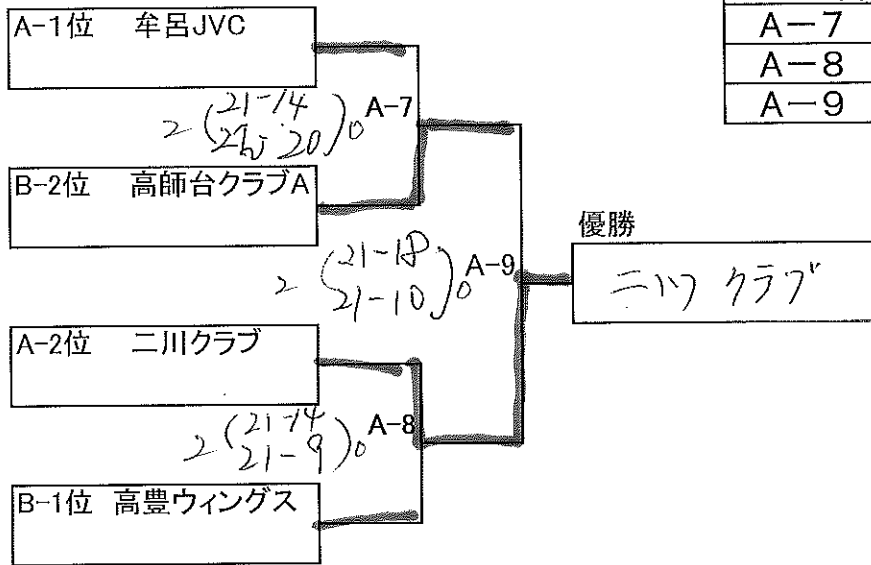 A-1位 牟呂JVC
A-7
A-8
A-9
2 (21-14 0 A-7
20)
B-2位 高師台クラブA
優勝
2 (21-18 0 A-9
21-10)
二川 クラブ
A-2位 二川クラブ
2 (21-14 0 A-8
21-9)
B-1位 高豊ウィングス